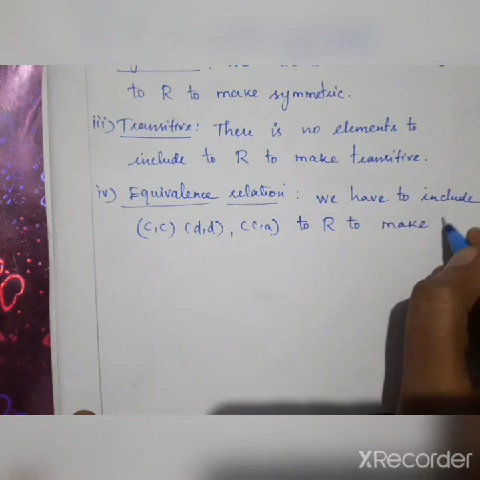 to R to make symmetric.
iii) Transitive: There is no elements to
include to R to make transitive.
iv) Equivalence relation: we have to include
(c,c) (d,d), (c,a) to R to make
XRecorder